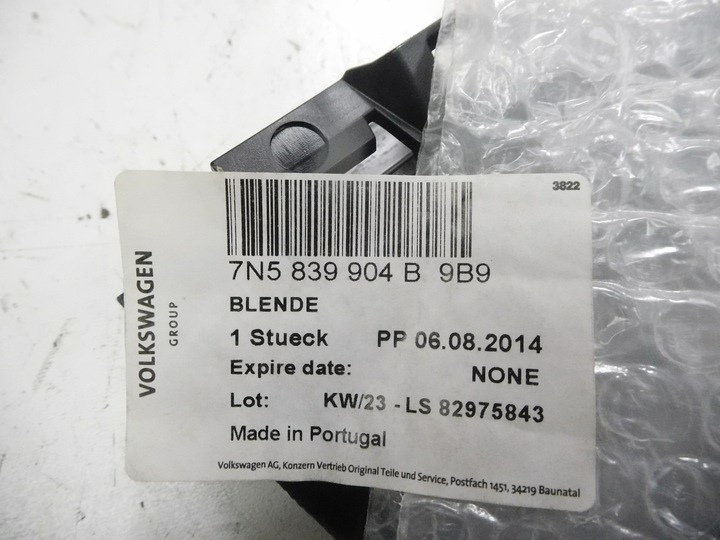 3822
VOLKSWAGEN
GROUP
7N5 839 904 B 9B9
BLENDE
1 Stueck PP 06.08.2014
Expire date: NONE
Lot: KW/23 - LS 82975843
Made in Portugal
Volkswagen AG, Konzern Vertrieb Original Teile und Service, Postfach 1451, 34219 Baunatal